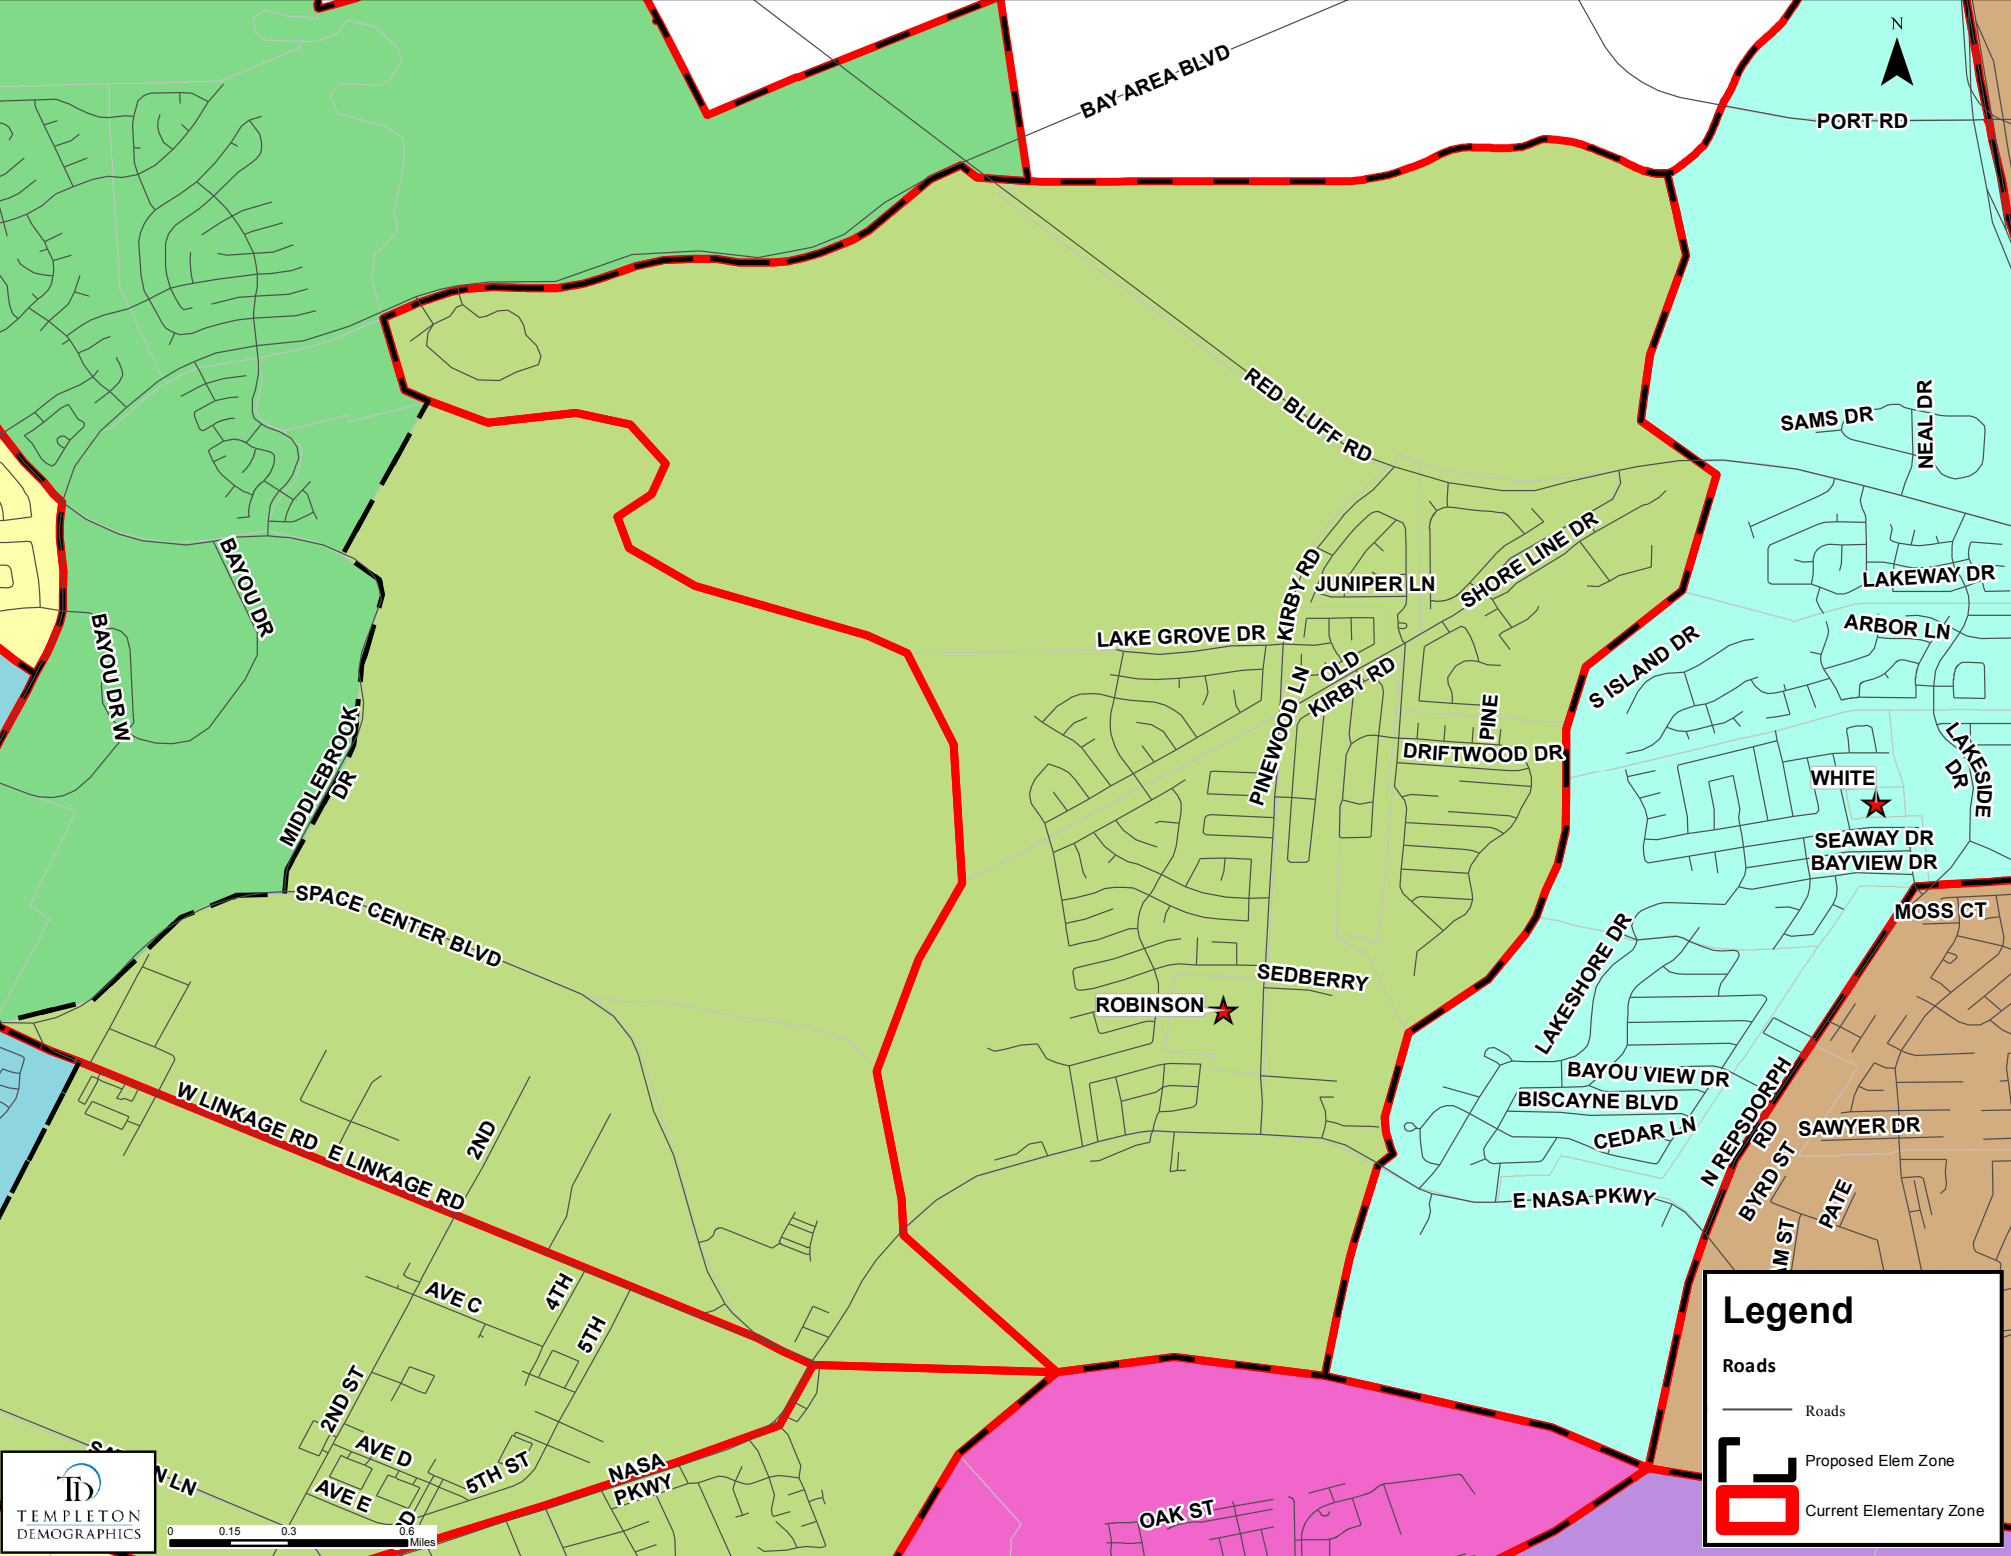 N
BAY AREA BLVD
PORT RD
RED BLUFF RD
SAMS DR
NEAL DR
KIRBY RD
JUNIPER LN
SHORE LINE DR
LAKEWAY DR
ARBOR LN
BAYOU DR
BAYOU DR W
LAKE GROVE DR
OLD
KIRBY RD
S ISLAND DR
PINEWOOD LN
PINE
DRIFTWOOD DR
LAKESIDE
DR
WHITE
SEAWAY DR
BAYVIEW DR
MIDDLEBROOK
DR
SPACE CENTER BLVD
MOSS CT
LAKESHORE DR
SEDBERRY
ROBINSON
BAYOU VIEW DR
BISCAYNE BLVD
CEDAR LN
N REPSDORPH
RD
SAWYER DR
BYRD ST
PATE
AM ST
E NASA PKWY
W LINKAGE RD
E LINKAGE RD
2ND
AVE C
4TH
5TH
2ND ST
AVE D
AVE E
5TH ST
NASA
PKWY
OAK ST
N LN
TD
TEMPLETON
DEMOGRAPHICS
0 0.15 0.3 0.6
Miles
Legend
Roads
Roads
Proposed Elem Zone
Current Elementary Zone